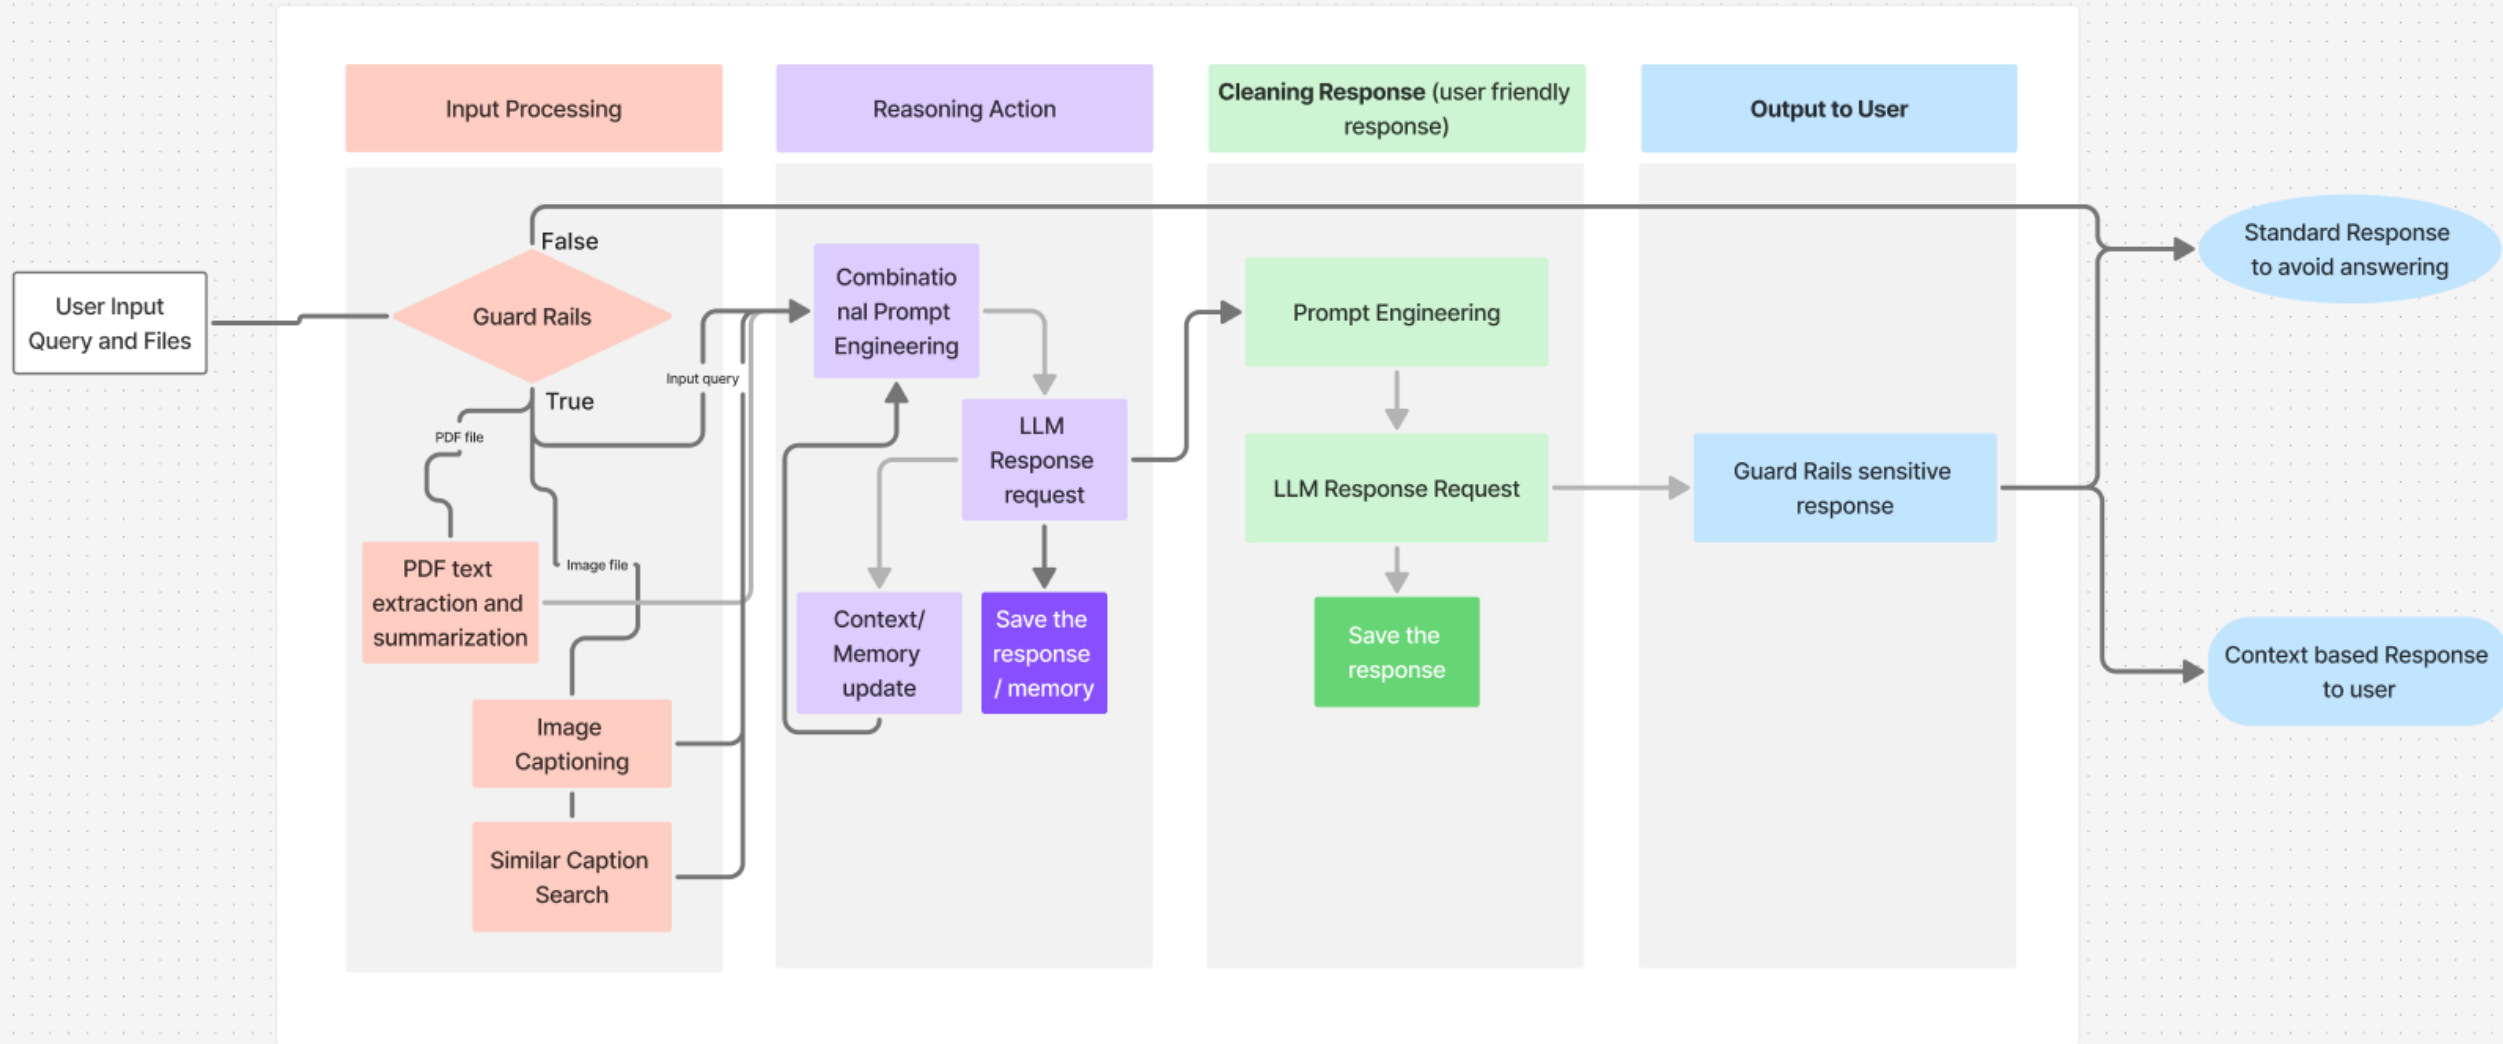 Input Processing
Reasoning Action
Cleaning Response (user friendly
response)
Output to User
User Input
Query and Files
False
Guard Rails
True
PDF file
Input query
Image file
PDF text
extraction and
summarization
Image
Captioning
Similar Caption
Search
Combinatio
nal Prompt
Engineering
LLM
Response
request
Context/
Memory
update
Save the
response
/ memory
Prompt Engineering
LLM Response Request
Save the
response
Guard Rails sensitive
response
Standard Response
to avoid answering
Context based Response
to user